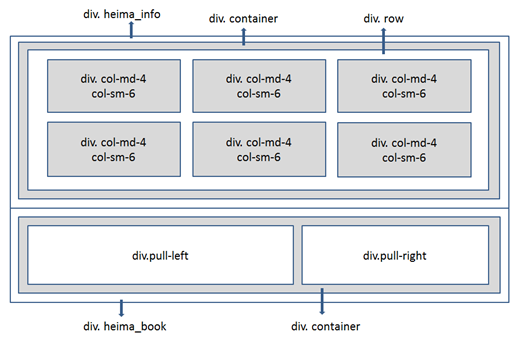 div. heima_info
div. container
div. row
div. col-md-4
col-sm-6
div. col-md-4
col-sm-6
div. col-md-4
col-sm-6
div. col-md-4
col-sm-6
div. col-md-4
col-sm-6
div. col-md-4
col-sm-6
div.pull-left
div.pull-right
div. heima_book
div. container